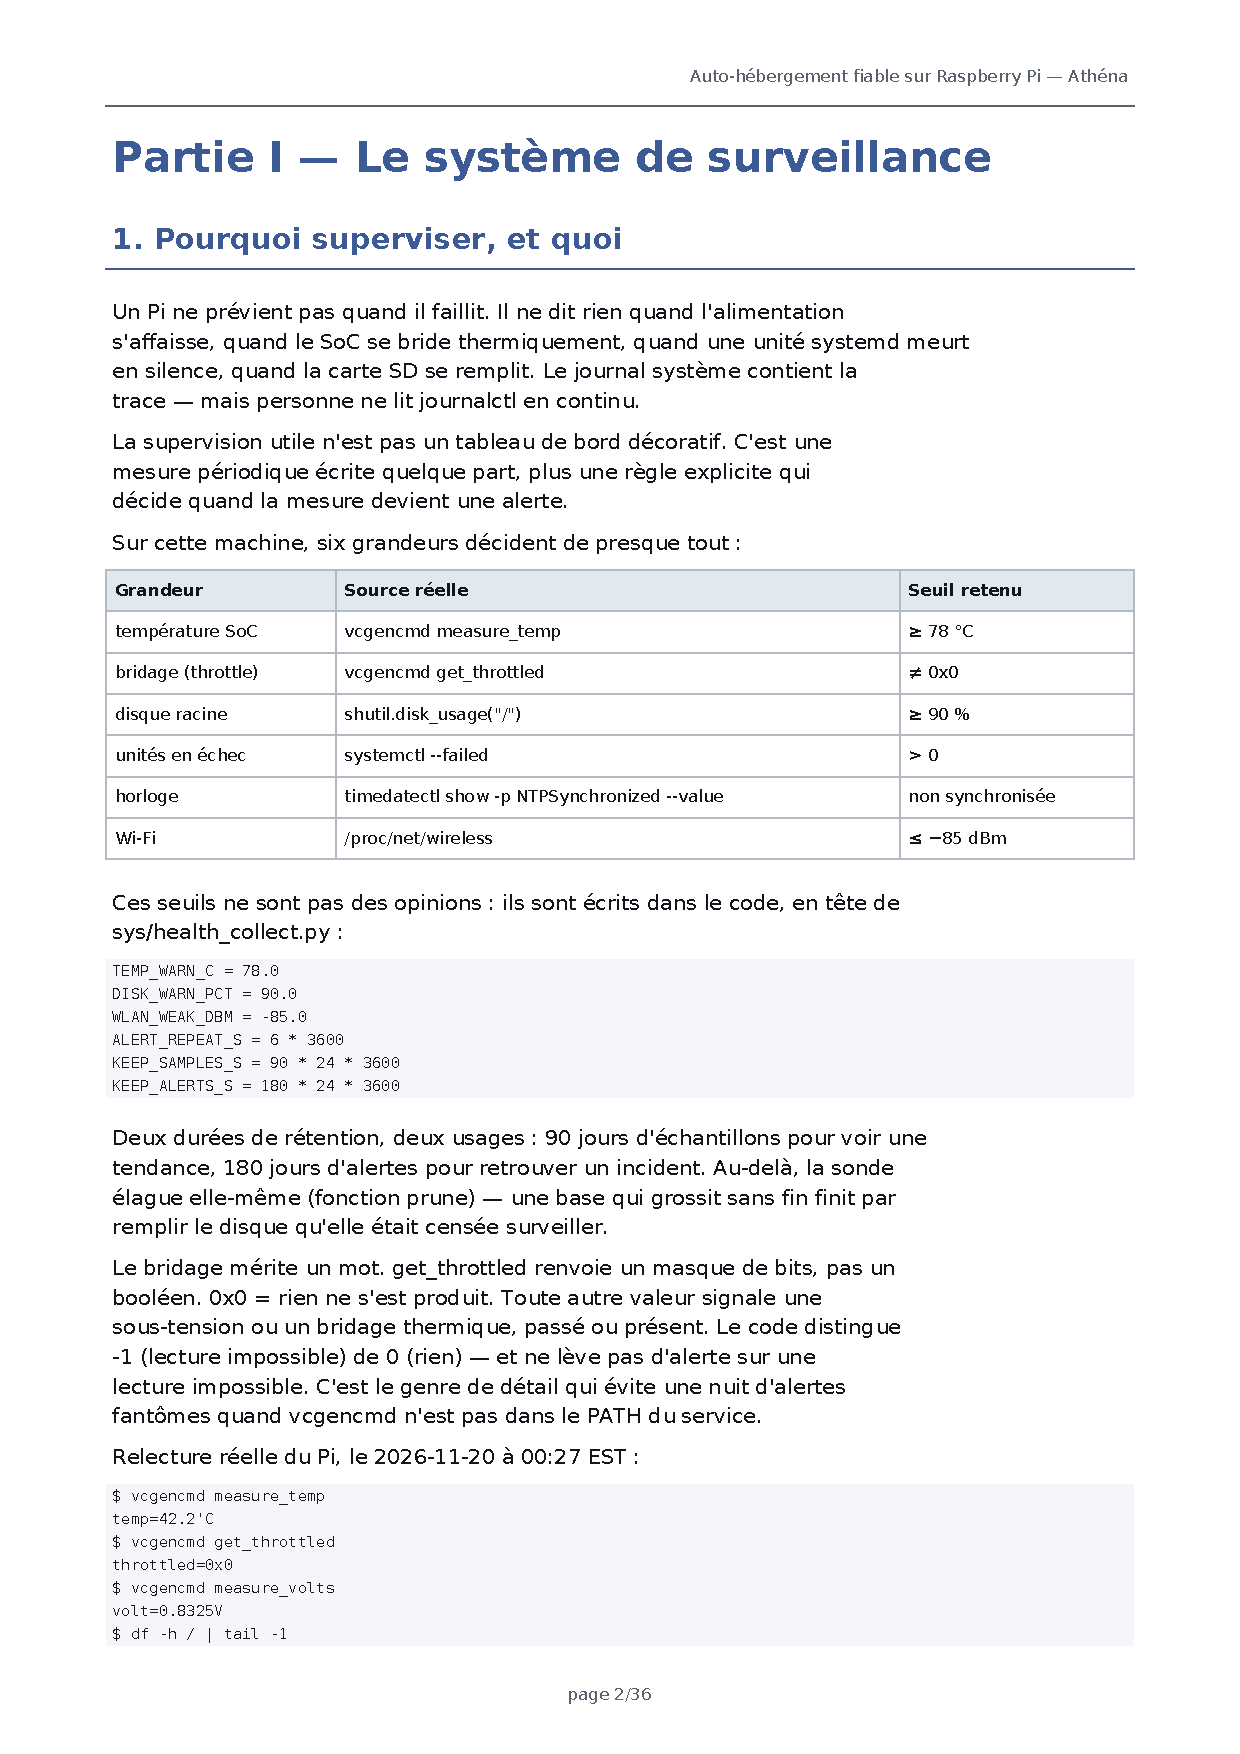 Auto-hébergement fiable sur Raspberry Pi — Athéna
Partie I — Le système de surveillance
1. Pourquoi superviser, et quoi
Un Pi ne prévient pas quand il faillit. Il ne dit rien quand l'alimentation
s'affaisse, quand le SoC se bride thermiquement, quand une unité systemd meurt
en silence, quand la carte SD se remplit. Le journal système contient la
trace — mais personne ne lit journalctl en continu.
La supervision utile n'est pas un tableau de bord décoratif. C'est une
mesure périodique écrite quelque part, plus une règle explicite qui
décide quand la mesure devient une alerte.
Sur cette machine, six grandeurs décident de presque tout :
Grandeur Source réelle Seuil retenu
température SoC vcgencmd measure_temp ≥ 78 °C
bridage (throttle) vcgencmd get_throttled ≠ 0x0
disque racine shutil.disk_usage("/") ≥ 90 %
unités en échec systemctl --failed > 0
horloge timedatectl show -p NTPSynchronized --value non synchronisée
Wi-Fi /proc/net/wireless ≤ −85 dBm
Ces seuils ne sont pas des opinions : ils sont écrits dans le code, en tête de
sys/health_collect.py :
TEMP_WARN_C = 78.0
DISK_WARN_PCT = 90.0
WLAN_WEAK_DBM = -85.0
ALERT_REPEAT_S = 6 * 3600
KEEP_SAMPLES_S = 90 * 24 * 3600
KEEP_ALERTS_S = 180 * 24 * 3600
Deux durées de rétention, deux usages : 90 jours d'échantillons pour voir une
tendance, 180 jours d'alertes pour retrouver un incident. Au-delà, la sonde
élague elle-même (fonction prune) — une base qui grossit sans fin finit par
remplir le disque qu'elle était censée surveiller.
Le bridage mérite un mot. get_throttled renvoie un masque de bits, pas un
booléen. 0x0 = rien ne s'est produit. Toute autre valeur signale une
sous-tension ou un bridage thermique, passé ou présent. Le code distingue
-1 (lecture impossible) de 0 (rien) — et ne lève pas d'alerte sur une
lecture impossible. C'est le genre de détail qui évite une nuit d'alertes
fantômes quand vcgencmd n'est pas dans le PATH du service.
Relecture réelle du Pi, le 2026-11-20 à 00:27 EST :
$ vcgencmd measure_temp
temp=42.2'C
$ vcgencmd get_throttled
throttled=0x0
$ vcgencmd measure_volts
volt=0.8325V
$ df -h / | tail -1
page 2/36